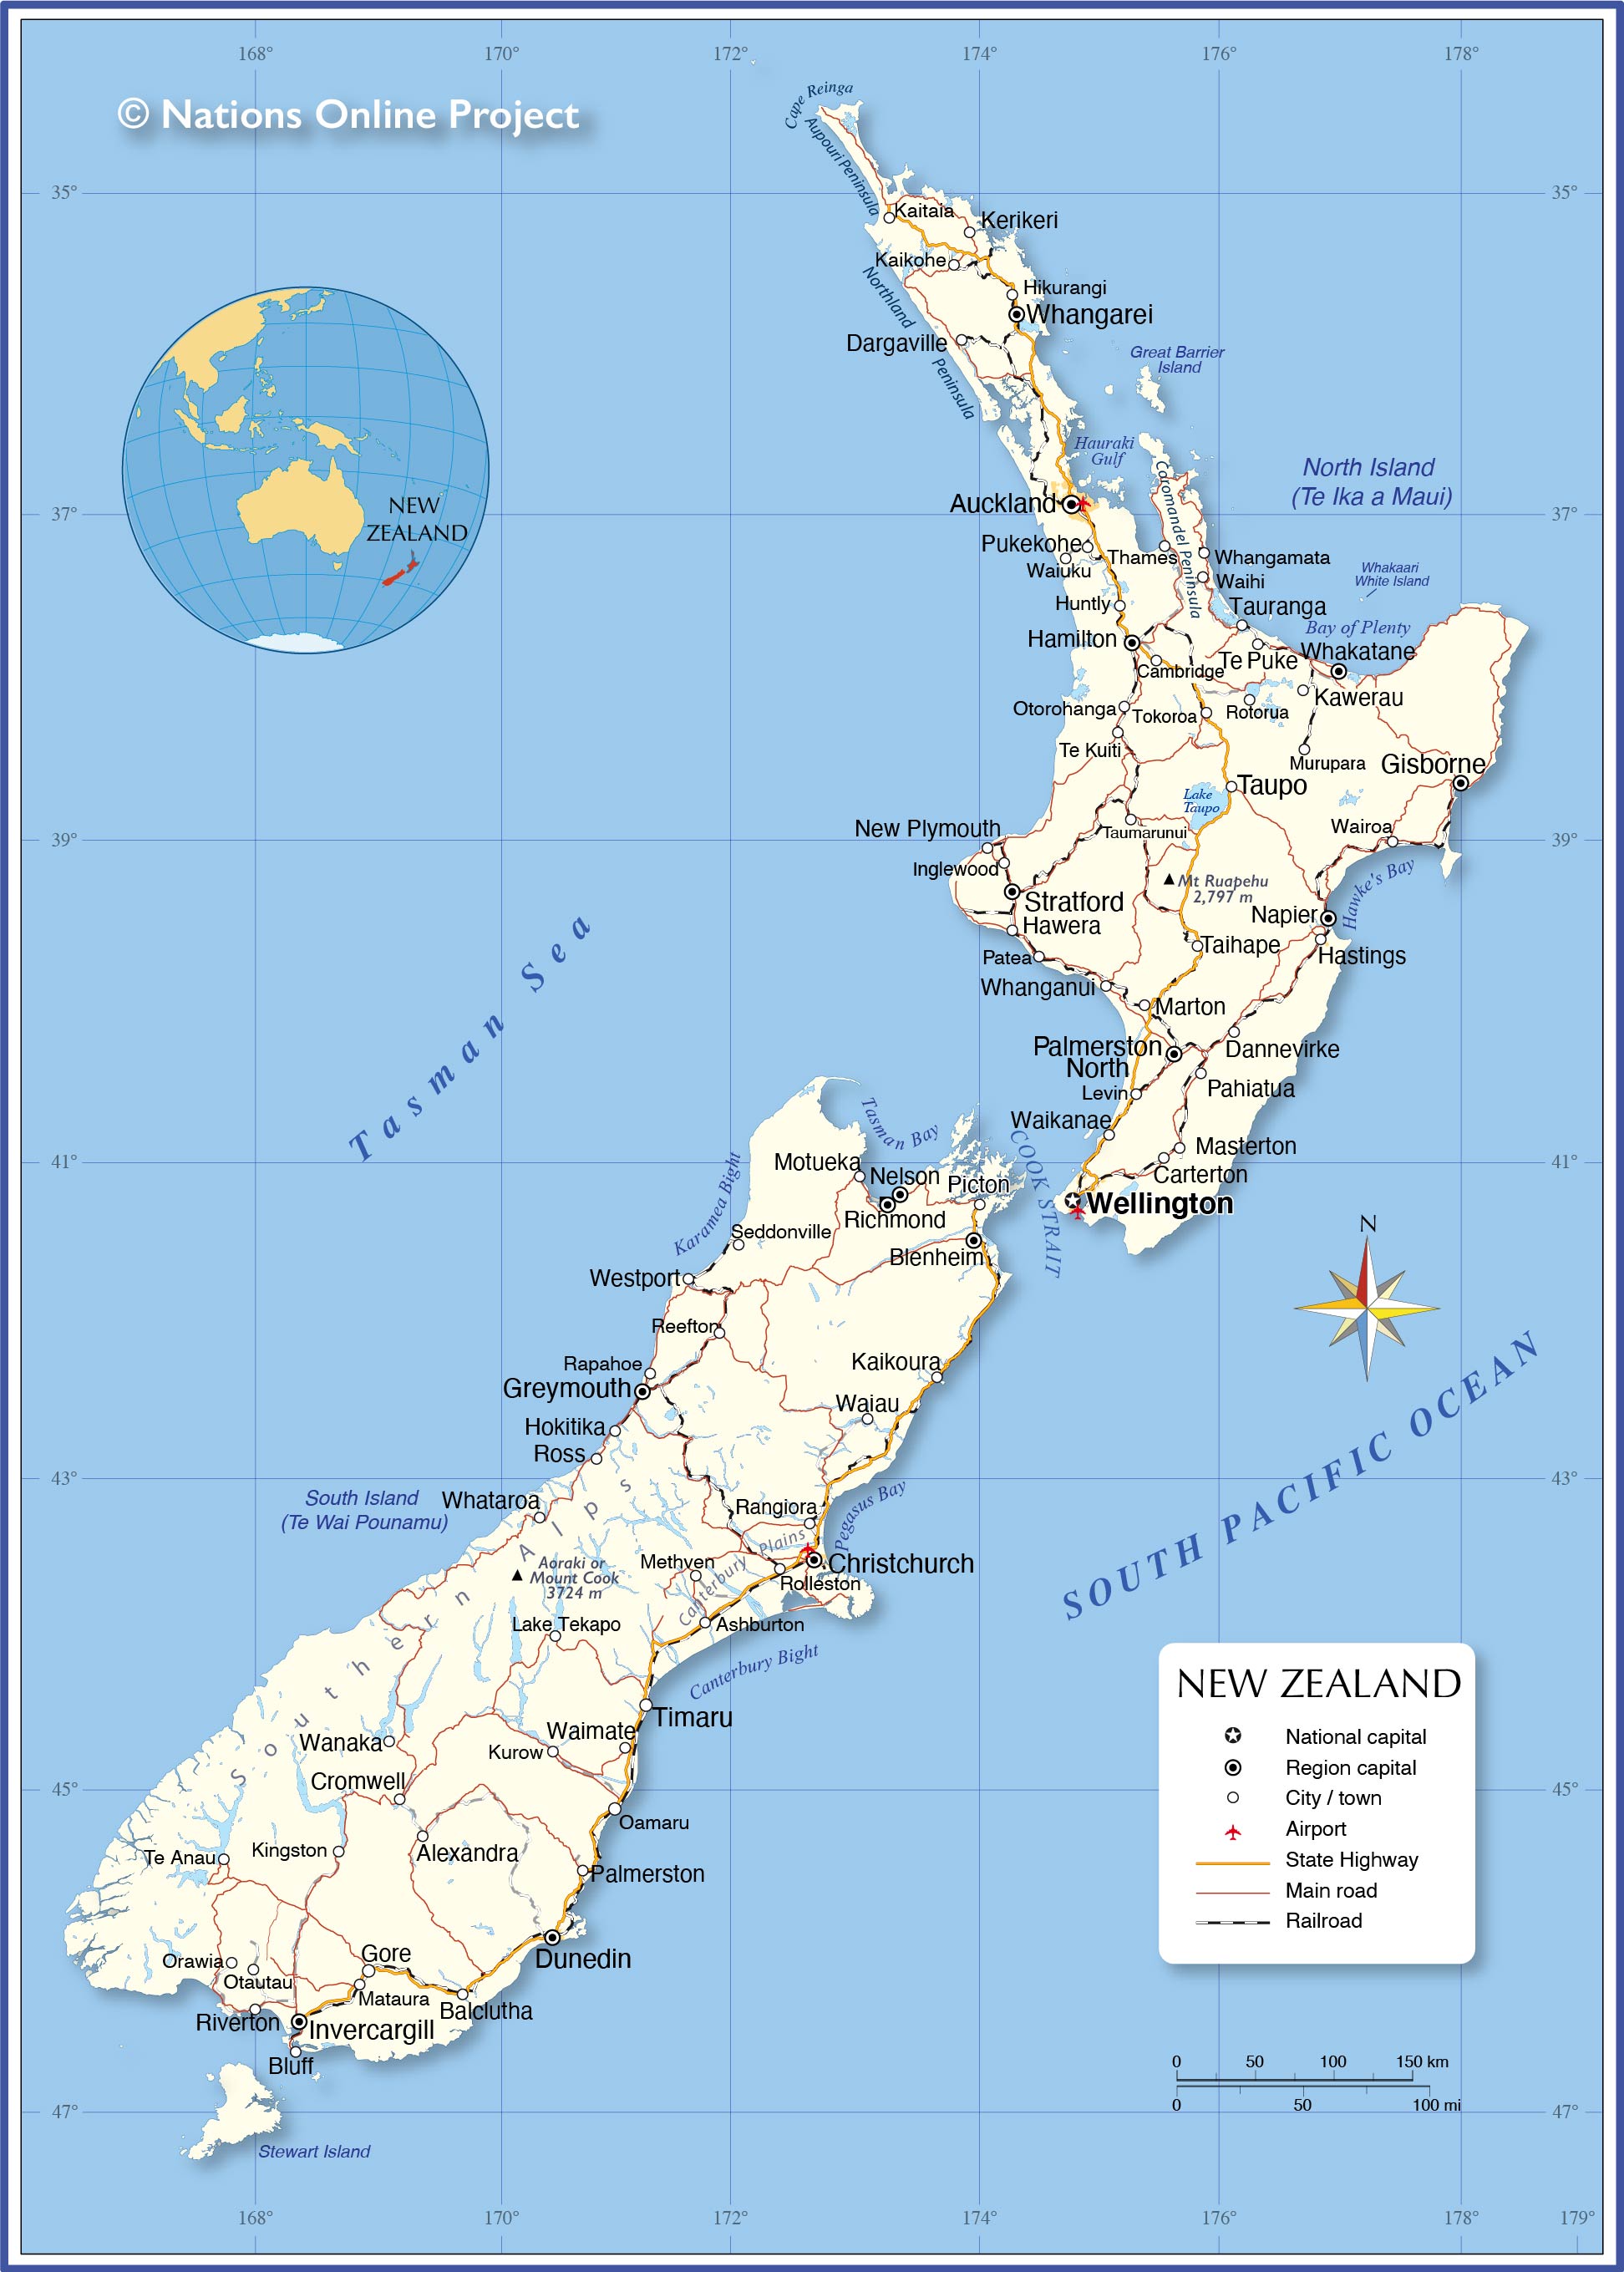 168°
170°
172°
174°
176°
178°
© Nations Online Project
Cape Reinga
Aupouri Peninsula
35°
35°
Kaitaia
Kerikeri
Kaikohe
Northland
Peninsula
Hikurangi
Whangarei
Dargaville
Great Barrier
Island
Hauraki
Gulf
North Island
(Te Ika a Maui)
Coromandel Peninsula
Auckland
NEW
ZEALAND
37°
37°
Pukekohe
Thames
Whangamata
Waiuku
Waihi
Whakaari
White Island
Huntly
Tauranga
Bay of Plenty
Hamilton
Te Puke
Whakatane
Cambridge
Kawerau
Otorohanga
Tokoroa
Rotorua
Te Kuiti
Murupara
Gisborne
Taupo
Lake
Taupo
New Plymouth
Taumarunui
Wairoa
39°
39°
Inglewood
Mt Ruapehu
2,797 m
Hawke's Bay
Stratford
Napier
Hawera
Taihape
Hastings
Patea
Whanganui
Marton
Tasman Sea
Palmerston
North
Dannevirke
Levin
Pahiatua
Waikanae
Tasman Bay
COOK STRAIT
Masterton
41°
41°
Motueka
Carterton
Nelson
Picton
Wellington
Richmond
Karamea Bight
Seddonville
Blenheim
N
Westport
Reefton
Rapahoe
Kaikoura
Greymouth
Waiau
Hokitika
Ross
SOUTH PACIFIC OCEAN
43°
43°
South Island
(Te Wai Pounamu)
Whataroa
Rangiora
Pegasus Bay
Southern Alps
Canterbury Plains
Aoraki or
Mount Cook
3724 m
Methven
Christchurch
Rolleston
Lake Tekapo
Ashburton
Canterbury Bight
Timaru
Waimate
Wanaka
Kurow
Cromwell
45°
45°
Oamaru
Kingston
Alexandra
Te Anau
Palmerston
Dunedin
Orawia
Gore
Otautau
Mataura
Balclutha
Riverton
Invercargill
Bluff
47°
47°
Stewart Island
NEW ZEALAND
National capital
Region capital
City / town
Airport
State Highway
Main road
Railroad
0
50
100
150 km
0
50
100 mi
168°
170°
172°
174°
176°
178°
179°